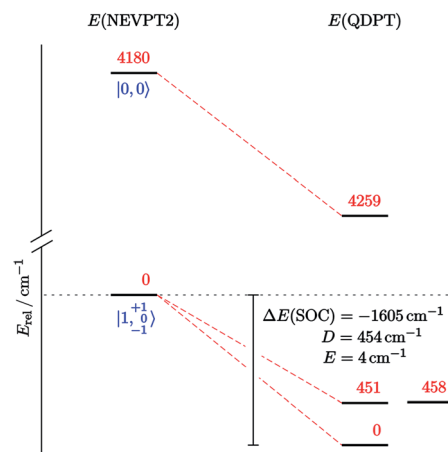 E(NEVPT2) E(QDPT)
4180
|0,0⟩
4259
0
|1, +1 0 −1⟩
ΔE(SOC) = −1605 cm⁻¹
D = 454 cm⁻¹
E = 4 cm⁻¹
451 458
0
E_rel / cm⁻¹